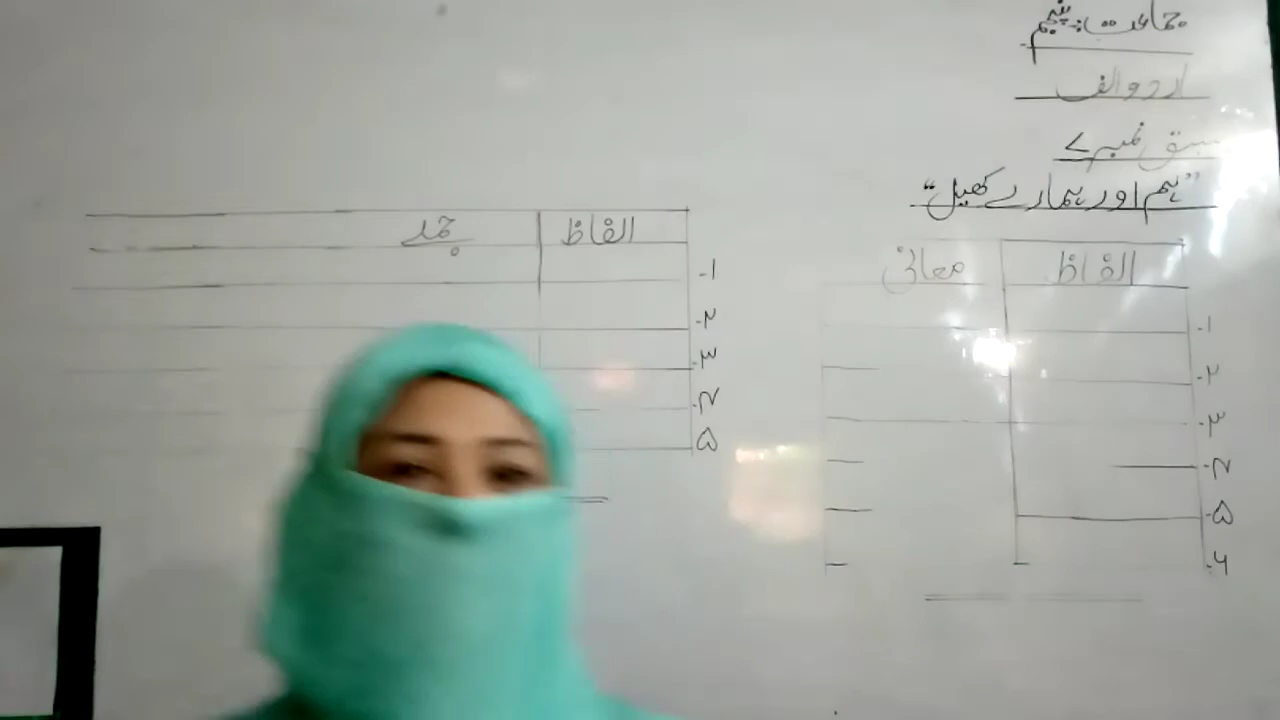 جماعت: پنجم
اردو الف
سبق نمبر ۷
"ہم اور ہمارے کھیل"
الفاظ معانی
۱-
۲-
۳-
۴-
۵-
۶-
الفاظ جملے
۱-
۲-
۳-
۴-
۵